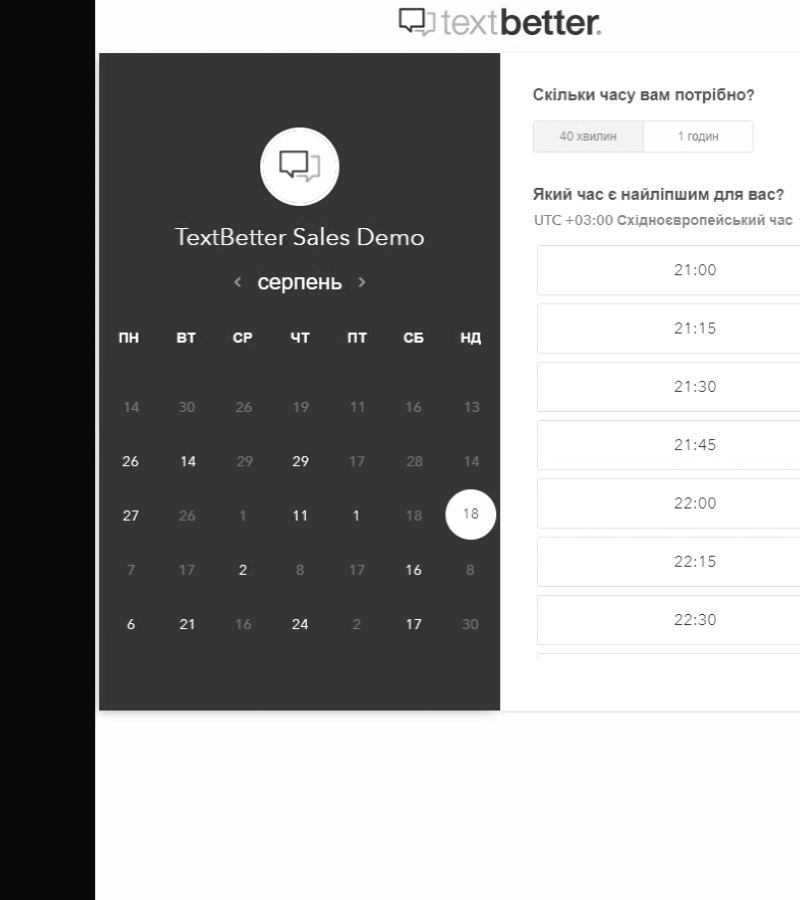 textbetter.
TextBetter Sales Demo
серпень
ПН ВТ СР ЧТ ПТ СБ НД
14 30 26 19 11 16 13
26 14 29 29 17 28 14
27 26 1 11 1 18 18
7 17 2 8 17 16 8
6 21 16 24 2 17 30
Скільки часу вам потрібно?
40 хвилин 1 годин
Який час є найліпшим для вас?
UTC +03:00 Східноєвропейський час
21:00
21:15
21:30
21:45
22:00
22:15
22:30